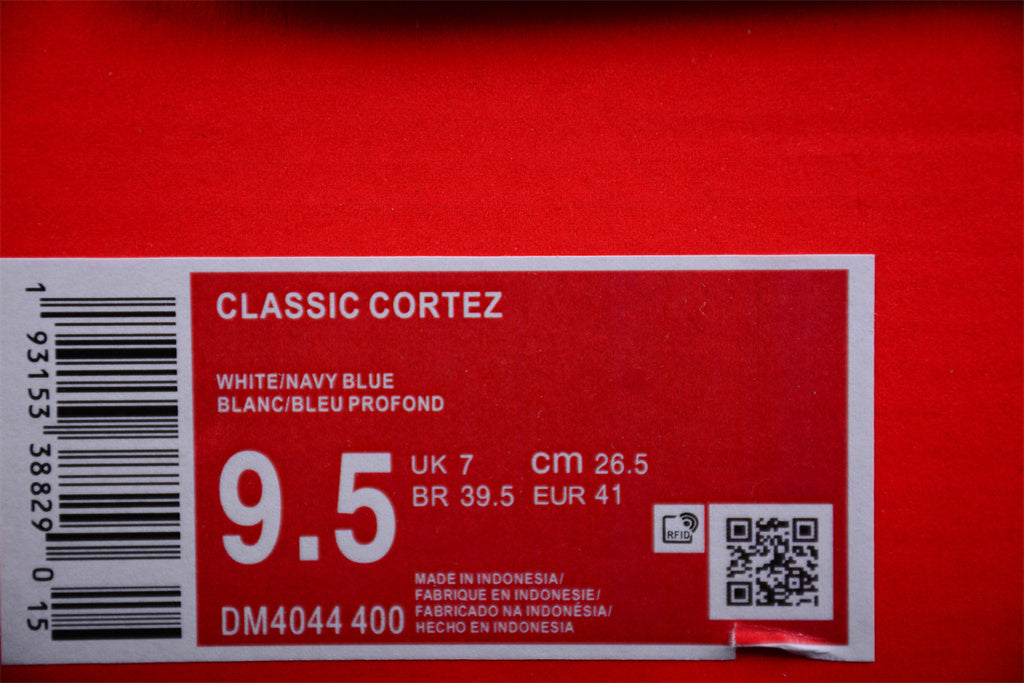 CLASSIC CORTEZ
WHITE/NAVY BLUE
BLANC/BLEU PROFOND
9.5
UK 7 cm 26.5
BR 39.5 EUR 41
RFID
MADE IN INDONESIA/
FABRIQUE EN INDONESIE/
FABRICADO NA INDONÉSIA/
HECHO EN INDONESIA
DM4044 400
1 93153 38829 0 15